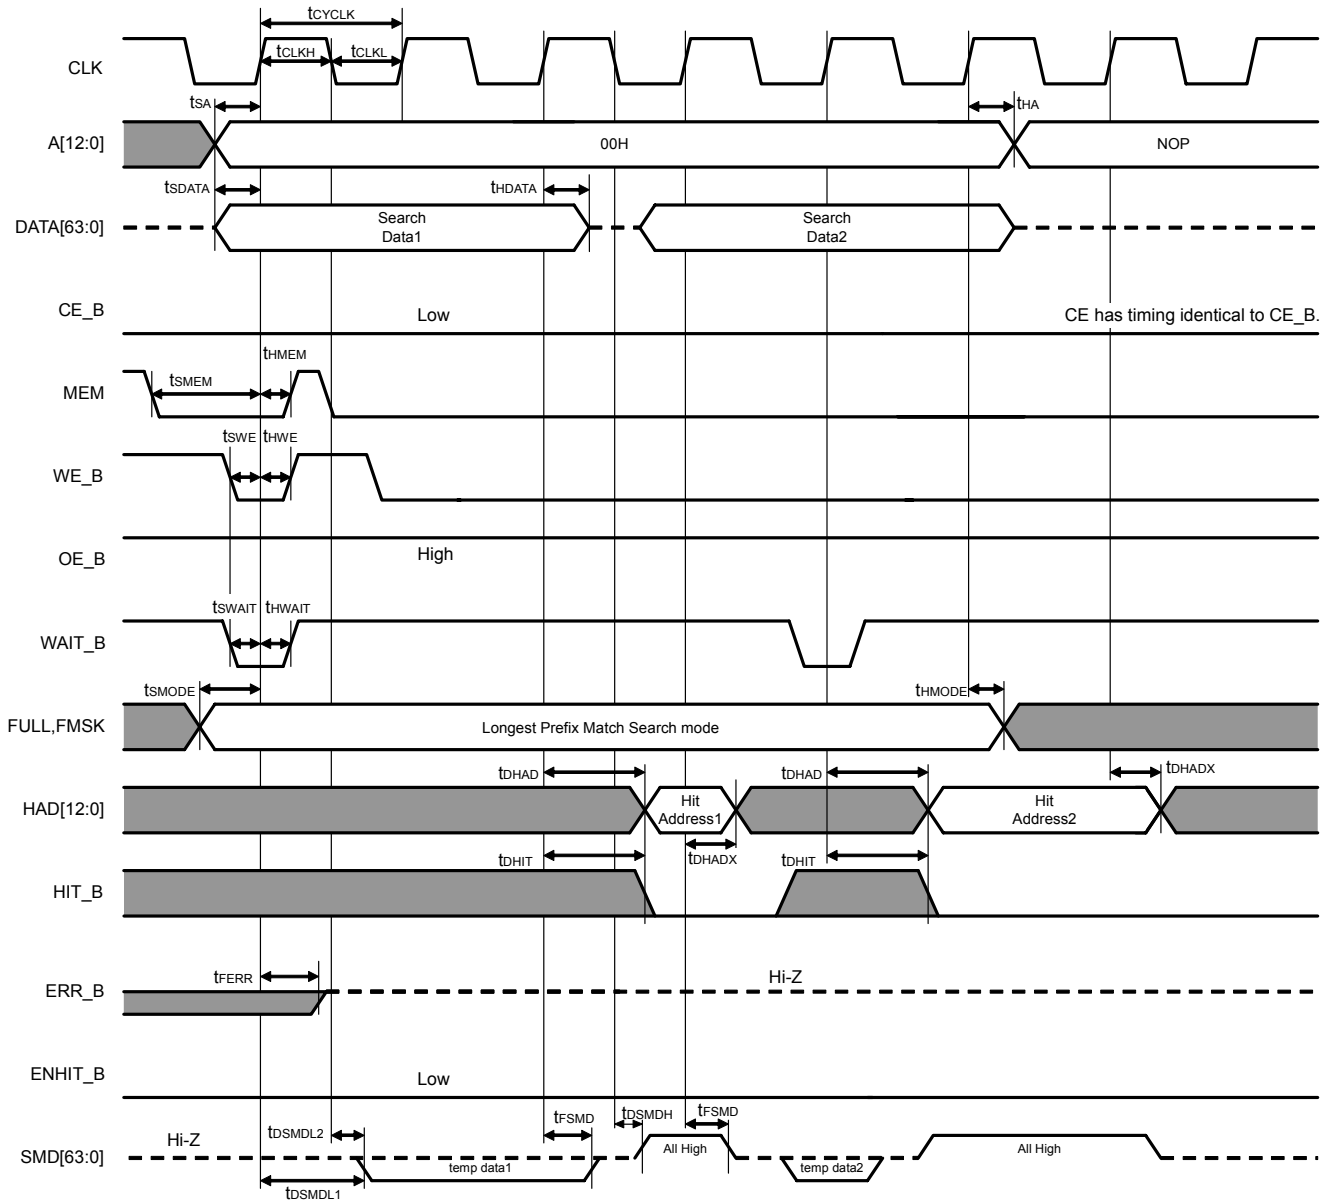 tCYCLK
CLK
tCLKH
tCLKL
tSA
tHA
A[12:0]
00H
NOP
tSDATA
tHDATA
DATA[63:0]
Search
Data1
Search
Data2
CE_B
Low
CE has timing identical to CE_B.
tHMEM
MEM
tSMEM
tSWE
tHWE
WE_B
OE_B
High
tSWAIT
tHWAIT
WAIT_B
tSMODE
tHMODE
FULL,FMSK
Longest Prefix Match Search mode
tDHAD
tDHAD
tDHADX
HAD[12:0]
Hit
Address1
Hit
Address2
tDHIT
tDHADX
tDHIT
HIT_B
tFERR
Hi-Z
ERR_B
ENHIT_B
Low
tFSMD
tDSMDH
tFSMD
Hi-Z
tDSMDL2
SMD[63:0]
temp data1
All High
temp data2
All High
tDSMDL1